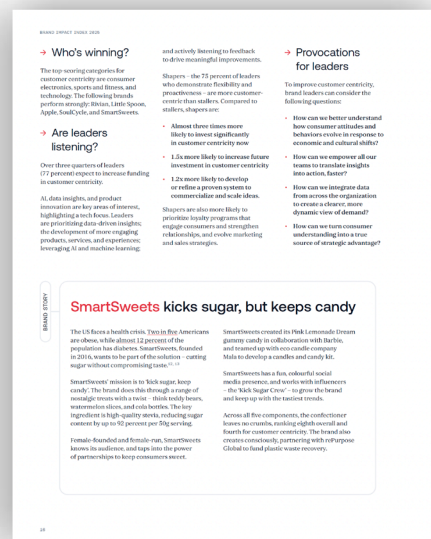 BRAND IMPACT INDEX 2025
→ Who's winning?
The top-scoring categories for
customer centricity are consumer
electronics, sports and fitness, and
technology. The following brands
perform strongly: Rivian, Little Spoon,
Apple, SoulCycle, and SmartSweets.
→ Are leaders
listening?
Over three quarters of leaders
(77 percent) expect to increase funding
in customer centricity.
AI, data insights, and product
innovation are key areas of interest,
highlighting a tech focus. Leaders
are prioritizing data-driven insights;
the development of more engaging
products, services, and experiences;
leveraging AI and machine learning;
and actively listening to feedback
to drive meaningful improvements.
Shapers – the 75 percent of leaders
who demonstrate flexibility and
proactiveness – are more customer-
centric than stallers. Compared to
stallers, shapers are:
• Almost three times
more likely to invest significantly
in customer centricity now
• 1.5x more likely to increase future
investment in customer centricity
• 1.2x more likely to develop
or refine a proven system to
commercialize and scale ideas.
Shapers are also more likely to
prioritize loyalty programs that
engage consumers and strengthen
relationships, and evolve marketing
and sales strategies.
→ Provocations
for leaders
To improve customer centricity,
brand leaders can consider the
following questions:
• How can we better understand
how consumer attitudes and
behaviors evolve in response to
economic and cultural shifts?
• How can we empower all our
teams to translate insights
into action, faster?
• How can we integrate data
from across the organization
to create a clearer, more
dynamic view of demand?
• How can we turn consumer
understanding into a true
source of strategic advantage?
BRAND STORY
SmartSweets kicks sugar, but keeps candy
The US faces a health crisis. Two in five Americans
are obese, while almost 12 percent of the
population has diabetes. SmartSweets, founded
in 2016, wants to be part of the solution – cutting
sugar without compromising taste.
SmartSweets' mission is to 'kick sugar, keep
candy'. The brand does this through a range of
nostalgic treats with a twist – think teddy bears,
watermelon slices, and cola bottles. The key
ingredient is high-quality stevia, reducing sugar
content by up to 92 percent per 50g serving.
Female-founded and female-run, SmartSweets
knows its audience, and taps into the power
of partnerships to keep consumers sweet.
SmartSweets created its Pink Lemonade Dream
gummy candy in collaboration with Barbie,
and teamed up with eco candle company
Mala to develop a candles and candy kit.
SmartSweets has a fun, colourful social
media presence, and works with influencers
– the 'Kick Sugar Crew' – to grow the brand
and keep up with the tastiest trends.
Across all five components, the confectioner
leaves no crumbs, ranking eighth overall and
fourth for customer centricity. The brand also
creates consciously, partnering with rePurpose
Global to fund plastic waste recovery.